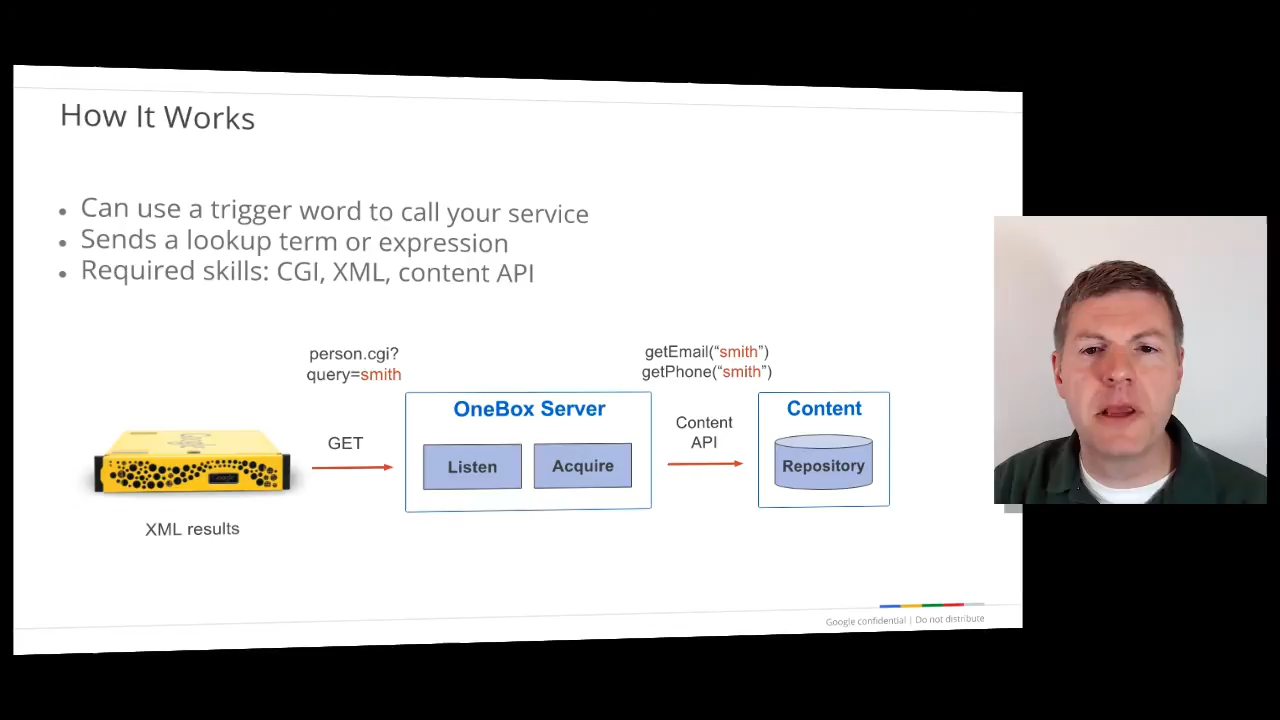 How It Works
Can use a trigger word to call your service
Sends a lookup term or expression
Required skills: CGI, XML, content API
person.cgi?
query=smith
getEmail(“smith”)
getPhone(“smith”)
GET
OneBox Server
Listen
Acquire
Content
API
Content
Repository
Google
XML results
Google confidential | Do not distribute